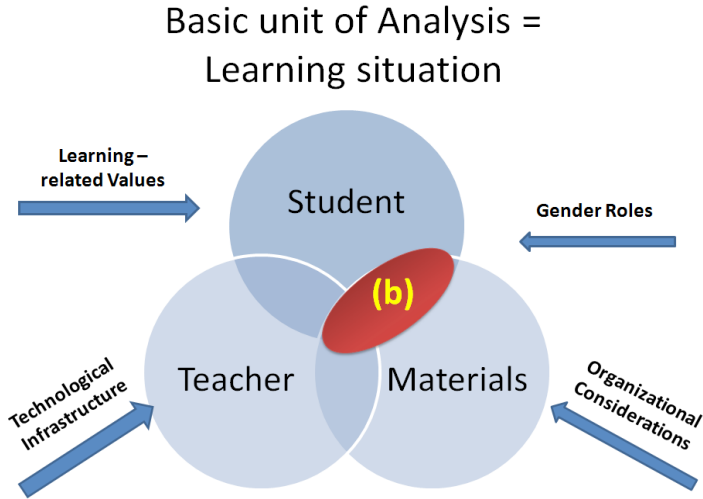 Basic unit of Analysis =
Learning situation
Learning –
related Values
Student
Gender Roles
(b)
Teacher
Materials
Technological
Infrastructure
Organizational
Considerations